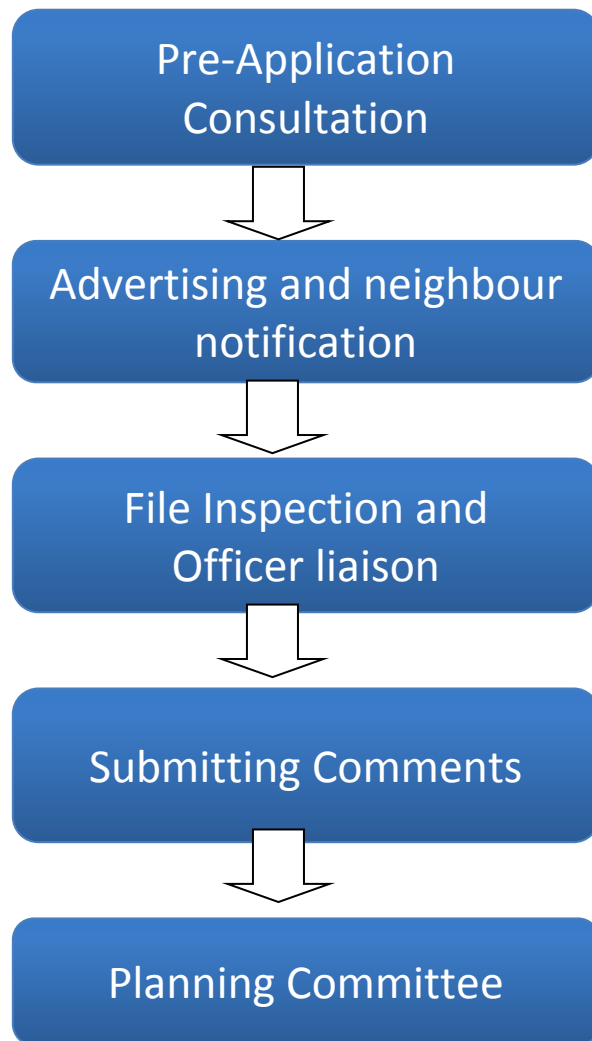 Pre-Application
Consultation
Advertising and neighbour
notification
File Inspection and
Officer liaison
Submitting Comments
Planning Committee